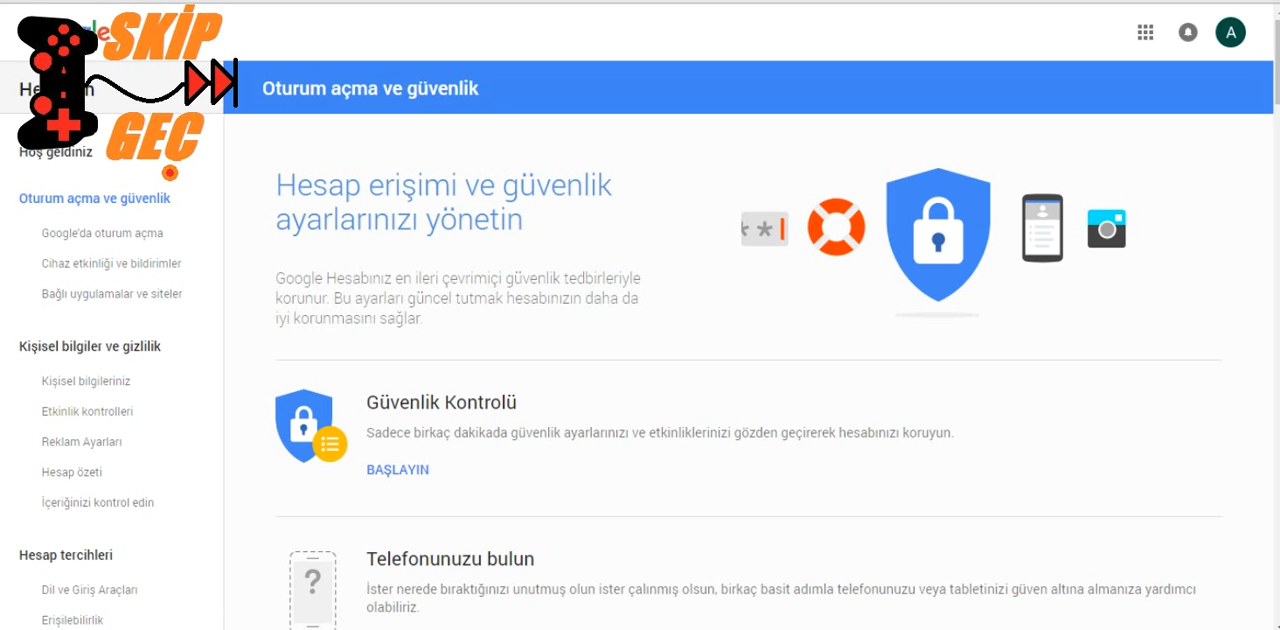 SKİP
GEÇ
A
Oturum açma ve güvenlik
Hoş geldiniz
Oturum açma ve güvenlik
Google'da oturum açma
Cihaz etkinliği ve bildirimler
Bağlı uygulamalar ve siteler
Kişisel bilgiler ve gizlilik
Kişisel bilgileriniz
Etkinlik kontrolleri
Reklam Ayarları
Hesap özeti
İçeriğinizi kontrol edin
Hesap tercihleri
Dil ve Giriş Araçları
Erişilebilirlik
Hesap erişimi ve güvenlik
ayarlarınızı yönetin
Google Hesabınız en ileri çevrimiçi güvenlik tedbirleriyle
korunur. Bu ayarları güncel tutmak hesabınızın daha da
iyi korunmasını sağlar.
Güvenlik Kontrolü
Sadece birkaç dakikada güvenlik ayarlarınızı ve etkinliklerinizi gözden geçirerek hesabınızı koruyun.
BAŞLAYIN
Telefonunuzu bulun
İster nerede bıraktığınızı unutmuş olun ister çalınmış olsun, birkaç basit adımla telefonunuzu veya tabletinizi güven altına almanıza yardımcı
olabiliriz.